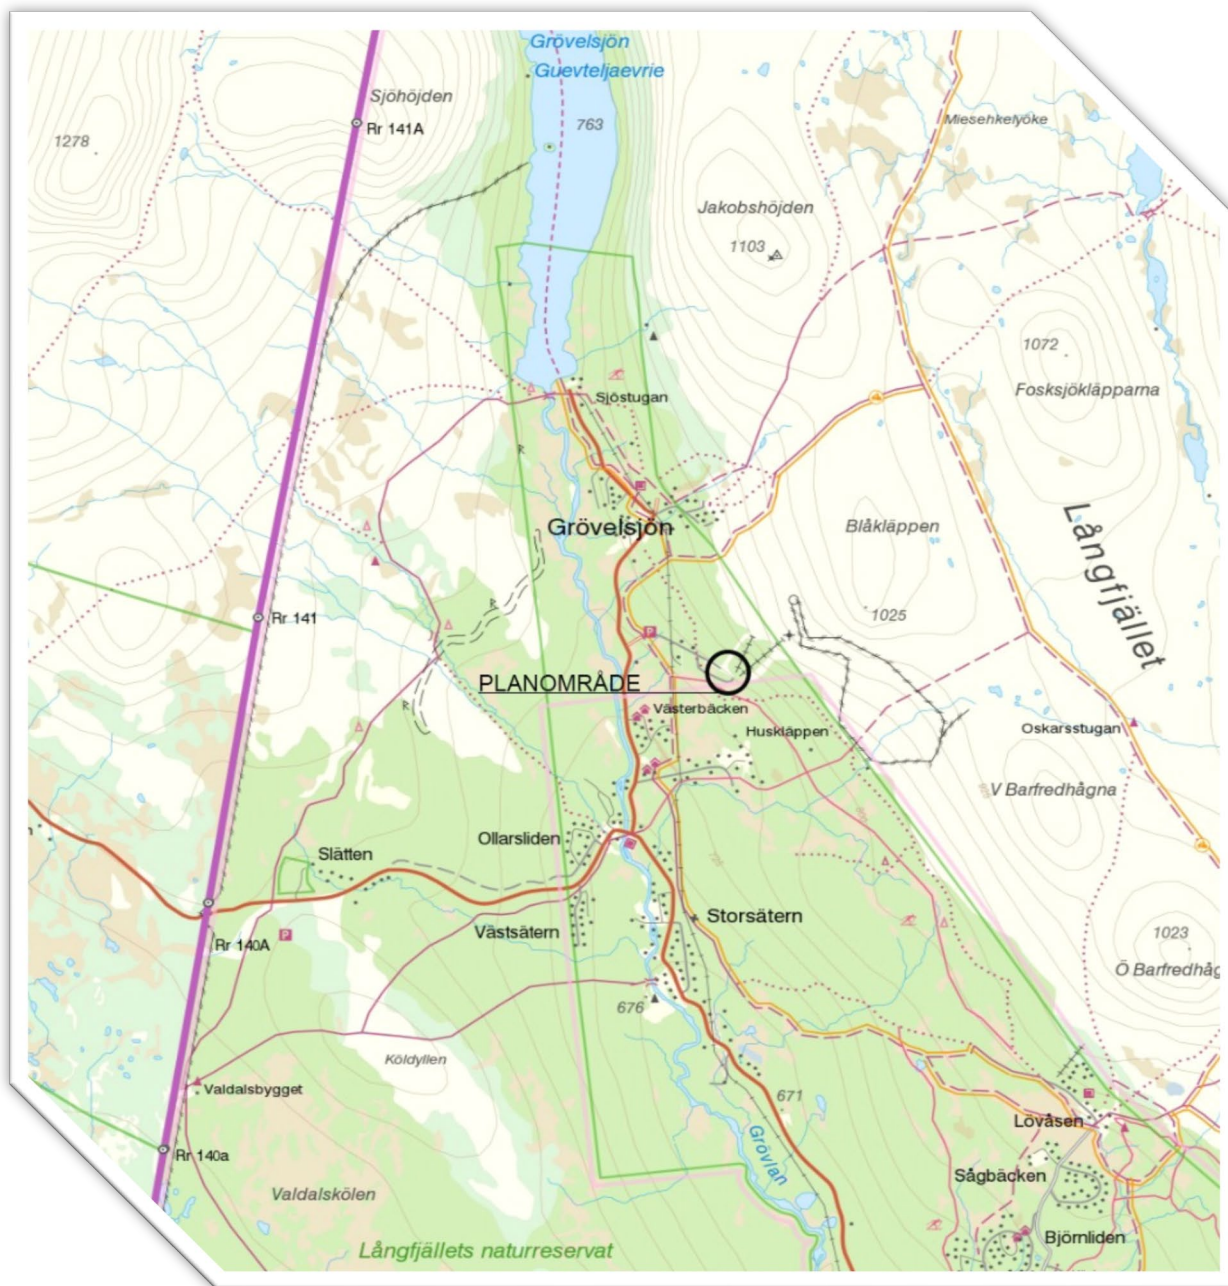 Grövelsjön
Guevteljaevrie
Sjöhöjden
763
Rr 141A
Miesehkelyöke
1278
Jakobshöjden
1103
1072
Fosksjökläpparna
Sjöstugan
R
Grövelsjön
Blåkläppen
Långfjället
R
1025
Rr 141
P
PLANOMRÅDE
R
Västerbäcken
Huskläppen
Oskarsstugan
V Barfredhågna
Ollarsliden
Slätten
Storsätern
Västsätern
P
1023
Rr 140A
Ö Barfredhåg
676
Köldyllen
Valdalsbygget
671
Lövåsen
Grövlan
Rr 140a
Sågbäcken
Valdalskölen
Björnliden
Långfjällets naturreservat